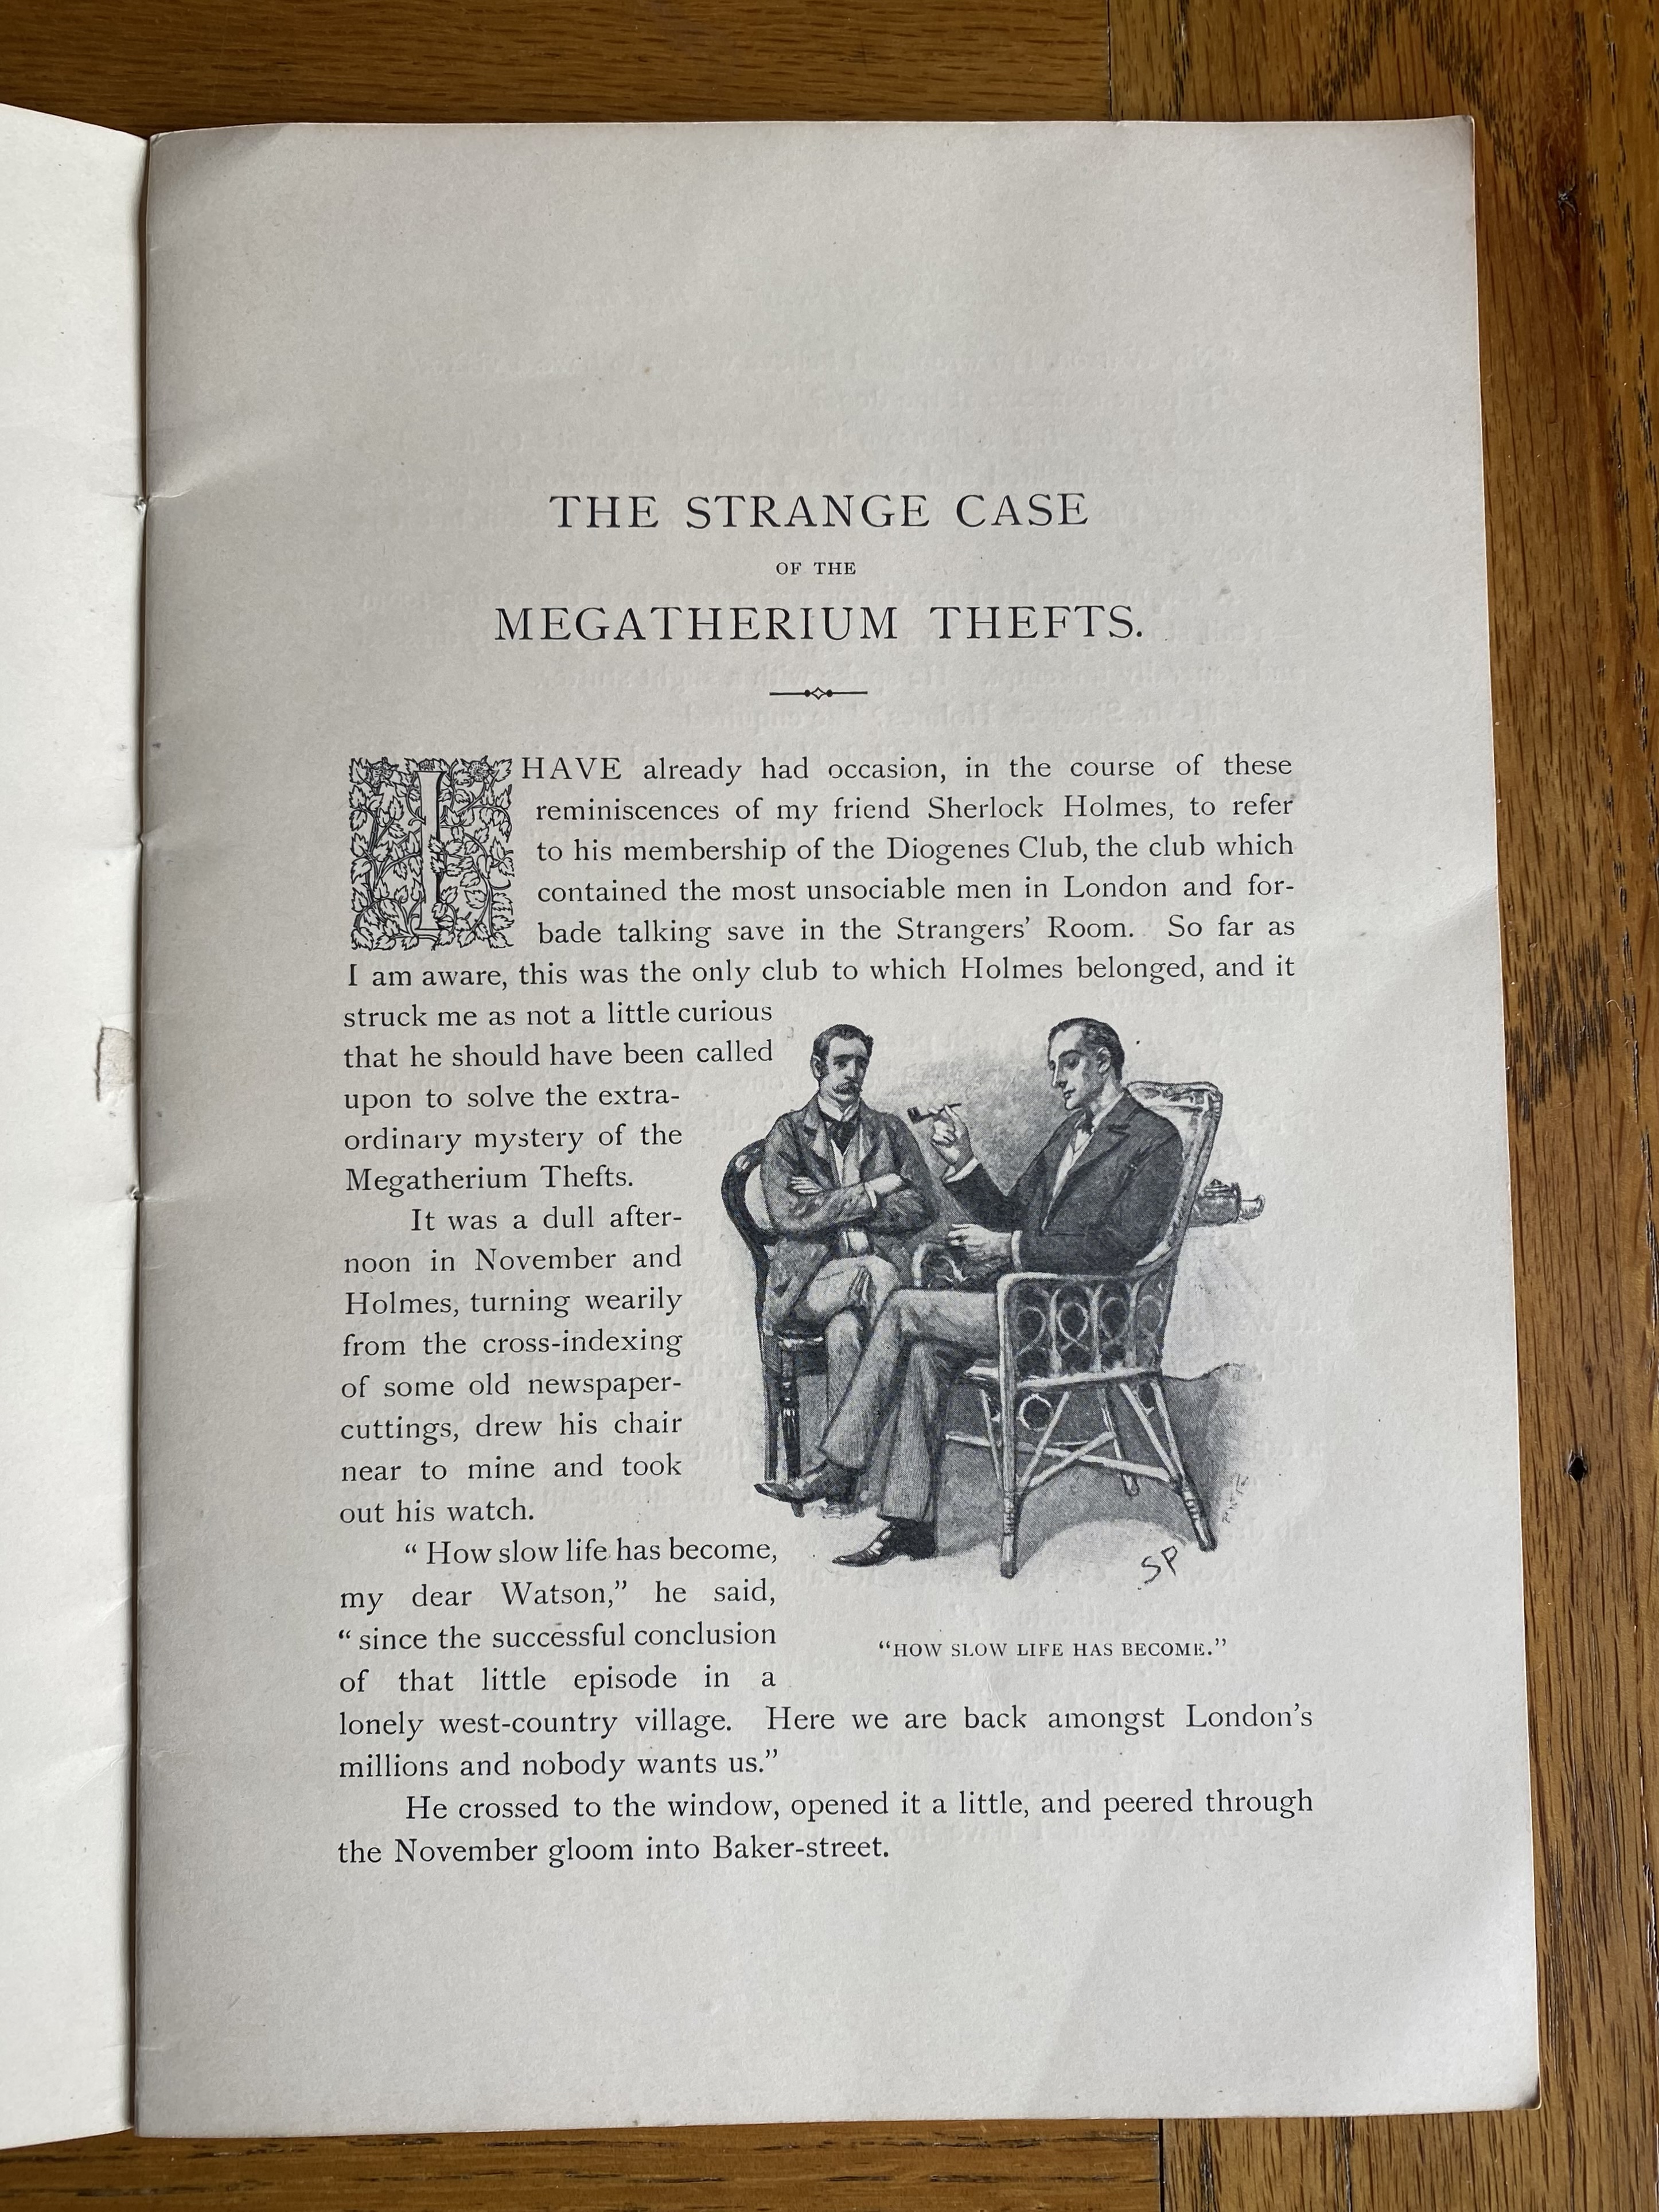 THE STRANGE CASE
OF THE
MEGATHERIUM THEFTS.
I HAVE already had occasion, in the course of these
reminiscences of my friend Sherlock Holmes, to refer
to his membership of the Diogenes Club, the club which
contained the most unsociable men in London and for-
bade talking save in the Strangers' Room. So far as
I am aware, this was the only club to which Holmes belonged, and it
struck me as not a little curious
that he should have been called
upon to solve the extra-
ordinary mystery of the
Megatherium Thefts.
It was a dull after-
noon in November and
Holmes, turning wearily
from the cross-indexing
of some old newspaper-
cuttings, drew his chair
near to mine and took
out his watch.
“ How slow life has become,
my dear Watson,” he said,
“ since the successful conclusion
of that little episode in a
lonely west-country village. Here we are back amongst London's
millions and nobody wants us.”
He crossed to the window, opened it a little, and peered through
the November gloom into Baker-street.
SP
“HOW SLOW LIFE HAS BECOME.”